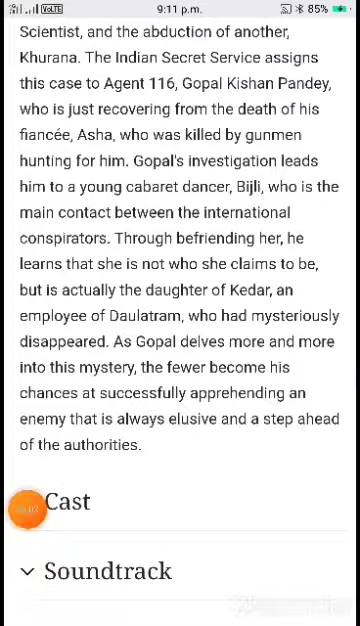 VoLTE 9:11 p.m. 85%
Scientist, and the abduction of another,
Khurana. The Indian Secret Service assigns
this case to Agent 116, Gopal Kishan Pandey,
who is just recovering from the death of his
fiancée, Asha, who was killed by gunmen
hunting for him. Gopal's investigation leads
him to a young cabaret dancer, Bijli, who is the
main contact between the international
conspirators. Through befriending her, he
learns that she is not who she claims to be,
but is actually the daughter of Kedar, an
employee of Daulatram, who had mysteriously
disappeared. As Gopal delves more and more
into this mystery, the fewer become his
chances at successfully apprehending an
enemy that is always elusive and a step ahead
of the authorities.
Cast
Soundtrack